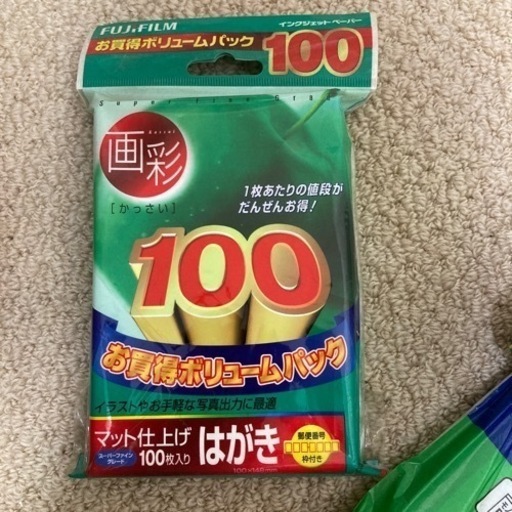 FUJIFILM
インクジェットペーパー
お買得ボリュームパック 100
Super Fine Grade
画彩
[かっさい]
1枚あたりの値段が
だんぜんお得!
100
お買得ボリュームパック
イラストやお手軽な写真出力に最適
マット仕上げ はがき
スーパーファイン
グレード
100枚入り
100×148mm
郵便番号
枠付き